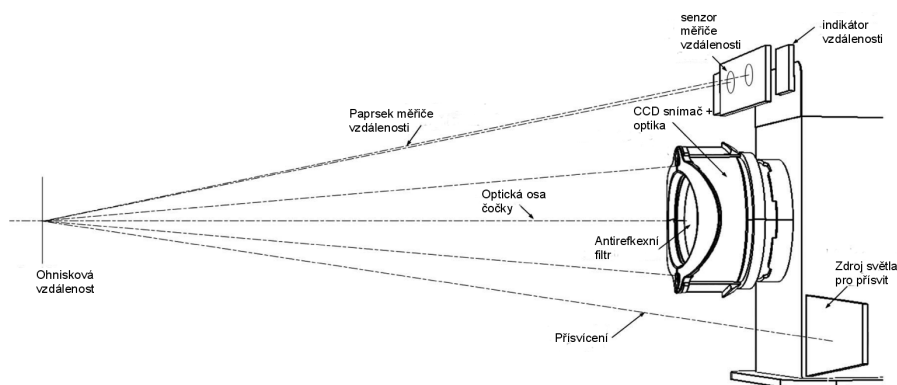 senzor
měřiče
vzdálenosti
indikátor
vzdálenosti
Paprsek měřiče
vzdálenosti
CCD snímač +
optika
Optická osa
čočky
Antirefkexní
filtr
Ohnisková
vzdálenost
Zdroj světla
pro přisvit
Přisvícení